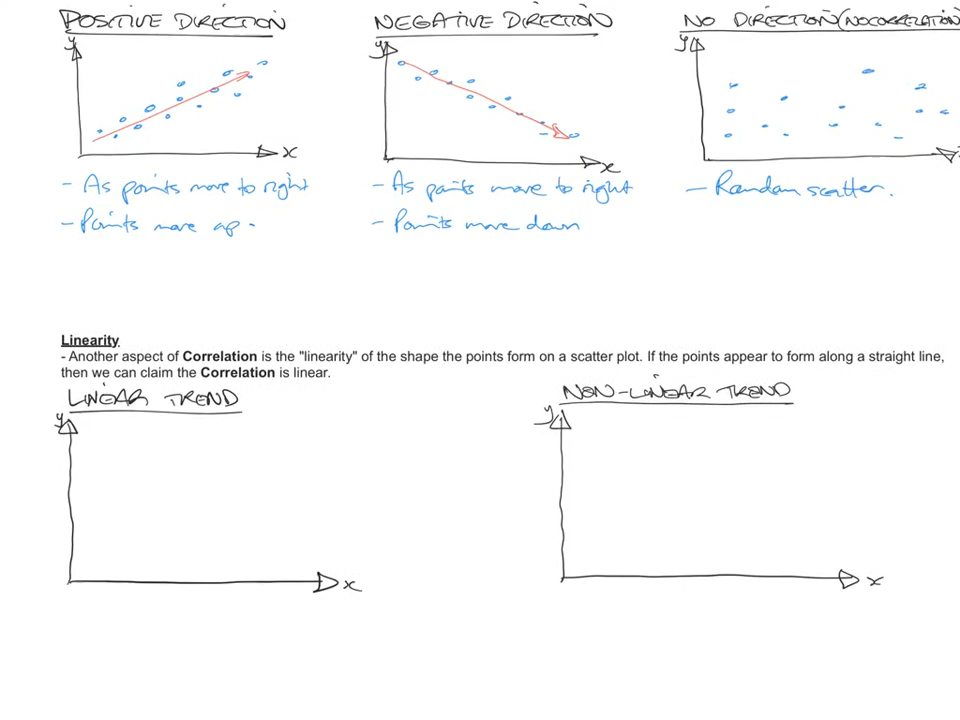 POSITIVE DIRECTION
NEGATIVE DIRECTION
NO DIRECTION (NO CORRELATION
y
y
y
x
x
- As points move to right
- Points move up -
- As points move to right
- Points move down
- Random scatter.
Linearity
- Another aspect of Correlation is the "linearity" of the shape the points form on a scatter plot. If the points appear to form along a straight line,
then we can claim the Correlation is linear.
LINEAR TREND
NON-LINEAR TREND
y
y
x
x